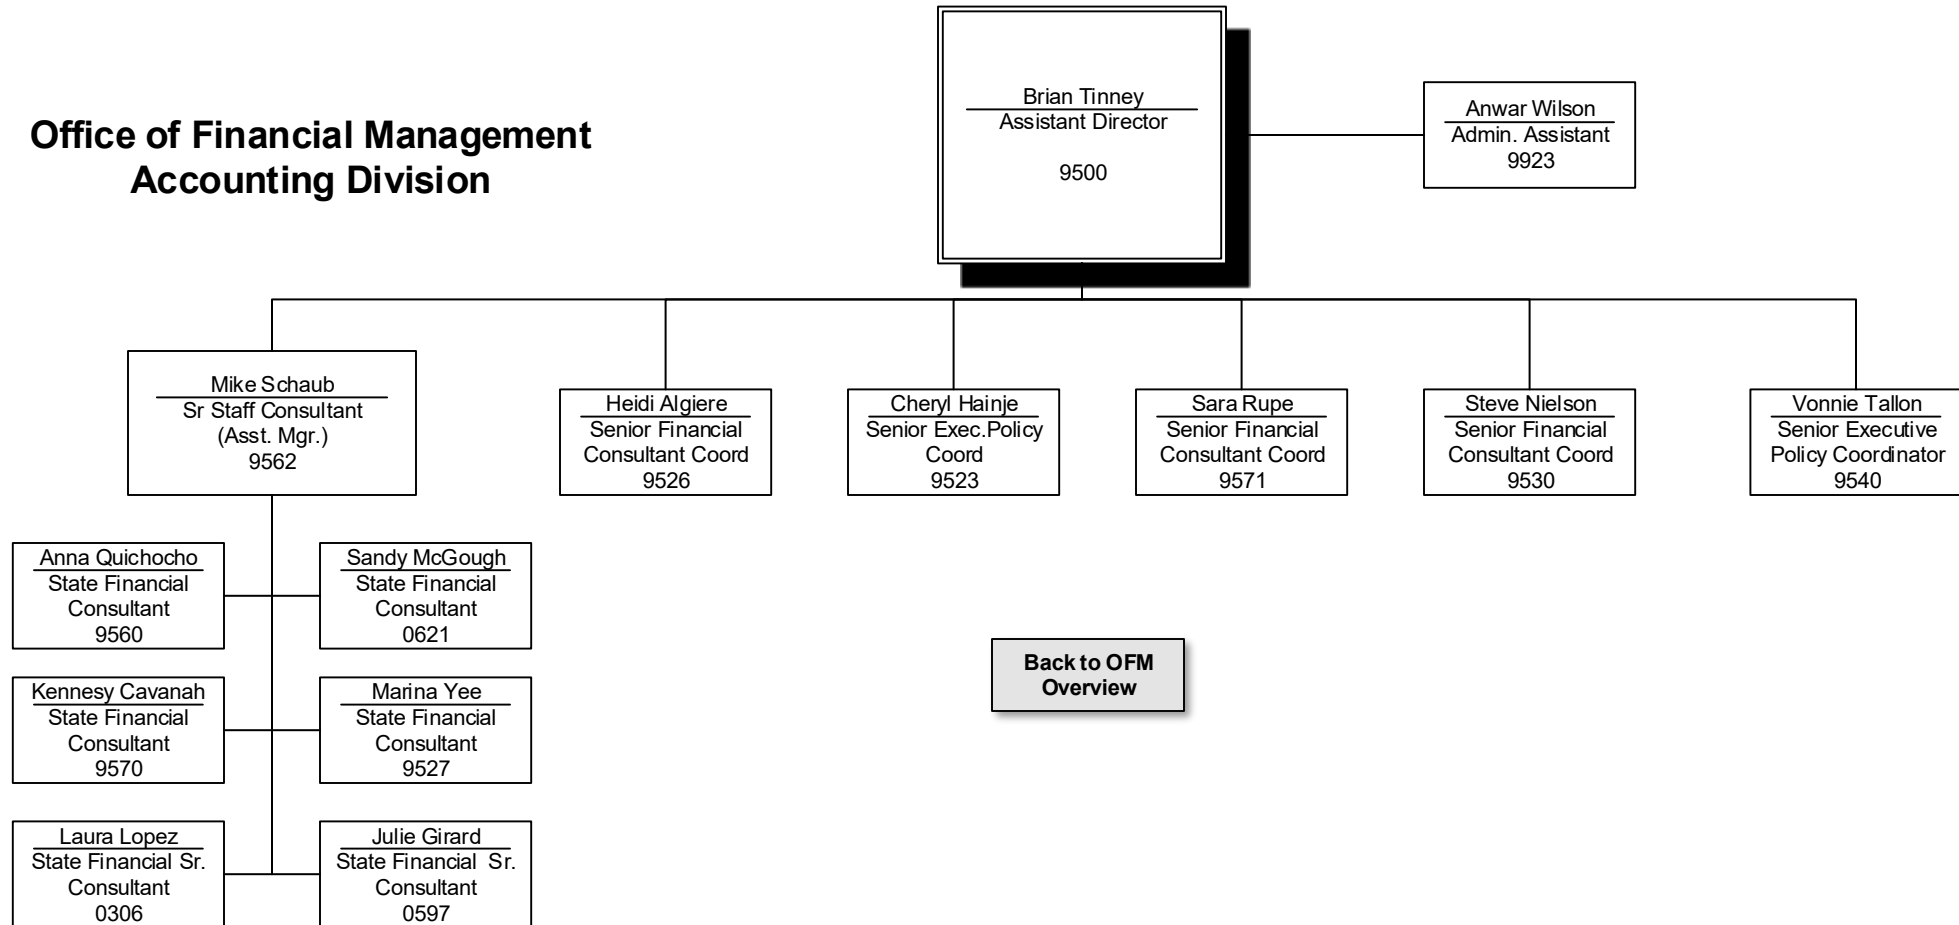 Office of Financial Management
Accounting Division
Brian Tinney
Assistant Director
9500
Anwar Wilson
Admin. Assistant
9923
Mike Schaub
Sr Staff Consultant
(Asst. Mgr.)
9562
Heidi Algiere
Senior Financial
Consultant Coord
9526
Cheryl Hainje
Senior Exec.Policy
Coord
9523
Sara Rupe
Senior Financial
Consultant Coord
9571
Steve Nielson
Senior Financial
Consultant Coord
9530
Vonnie Tallon
Senior Executive
Policy Coordinator
9540
Anna Quichocho
State Financial
Consultant
9560
Sandy McGough
State Financial
Consultant
0621
Kennesy Cavanah
State Financial
Consultant
9570
Marina Yee
State Financial
Consultant
9527
Laura Lopez
State Financial Sr.
Consultant
0306
Julie Girard
State Financial Sr.
Consultant
0597
Back to OFM
Overview